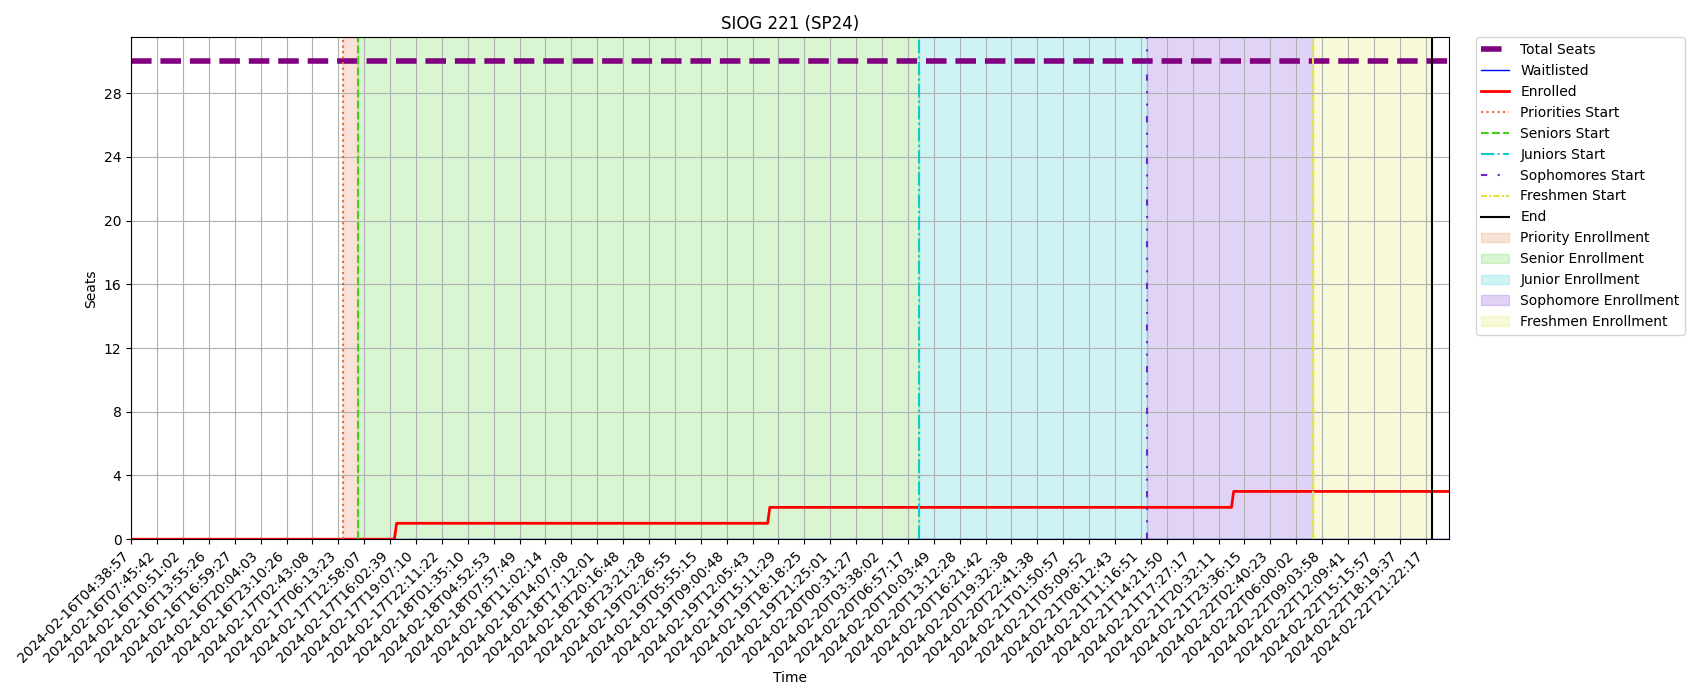 SIOG 221 (SP24)
Total Seats
Waitlisted
Enrolled
Priorities Start
Seniors Start
Juniors Start
Sophomores Start
Freshmen Start
End
Priority Enrollment
Senior Enrollment
Junior Enrollment
Sophomore Enrollment
Freshmen Enrollment
Seats
28
24
20
16
12
8
4
0
2024-02-16T04:38:57
2024-02-16T07:45:42
2024-02-16T10:51:02
2024-02-16T13:55:26
2024-02-16T16:59:27
2024-02-16T20:04:03
2024-02-16T23:10:26
2024-02-17T02:43:08
2024-02-17T06:13:23
2024-02-17T12:58:07
2024-02-17T16:02:39
2024-02-17T19:07:10
2024-02-17T22:11:22
2024-02-18T01:35:10
2024-02-18T04:52:53
2024-02-18T07:57:49
2024-02-18T11:02:14
2024-02-18T14:07:08
2024-02-18T17:12:01
2024-02-18T20:16:48
2024-02-18T23:21:28
2024-02-19T02:26:55
2024-02-19T05:55:15
2024-02-19T09:00:48
2024-02-19T12:05:43
2024-02-19T15:11:29
2024-02-19T18:18:25
2024-02-19T21:25:01
2024-02-20T00:31:27
2024-02-20T03:38:02
2024-02-20T06:57:17
2024-02-20T10:03:49
2024-02-20T13:12:28
2024-02-20T16:21:42
2024-02-20T19:32:38
2024-02-20T22:41:38
2024-02-21T01:50:57
2024-02-21T05:09:52
2024-02-21T08:12:43
2024-02-21T11:16:51
2024-02-21T14:21:50
2024-02-21T17:27:17
2024-02-21T20:32:11
2024-02-21T23:36:15
2024-02-22T02:40:23
2024-02-22T06:00:02
2024-02-22T09:03:58
2024-02-22T12:09:41
2024-02-22T15:15:57
2024-02-22T18:19:37
2024-02-22T21:22:17
Time